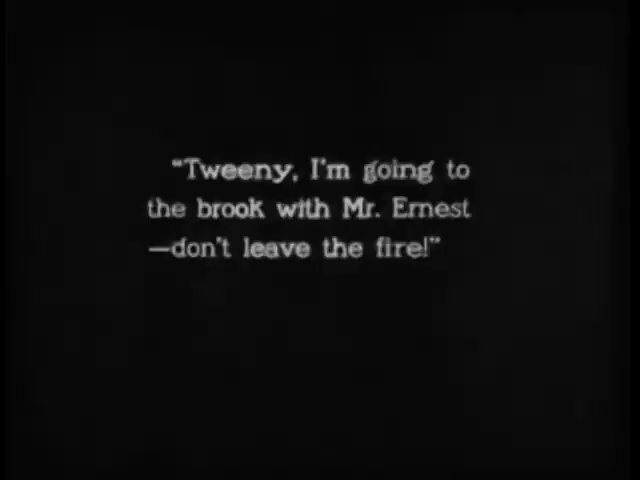 "Tweeny, I'm going to
the brook with Mr. Ernest
—don't leave the fire!"